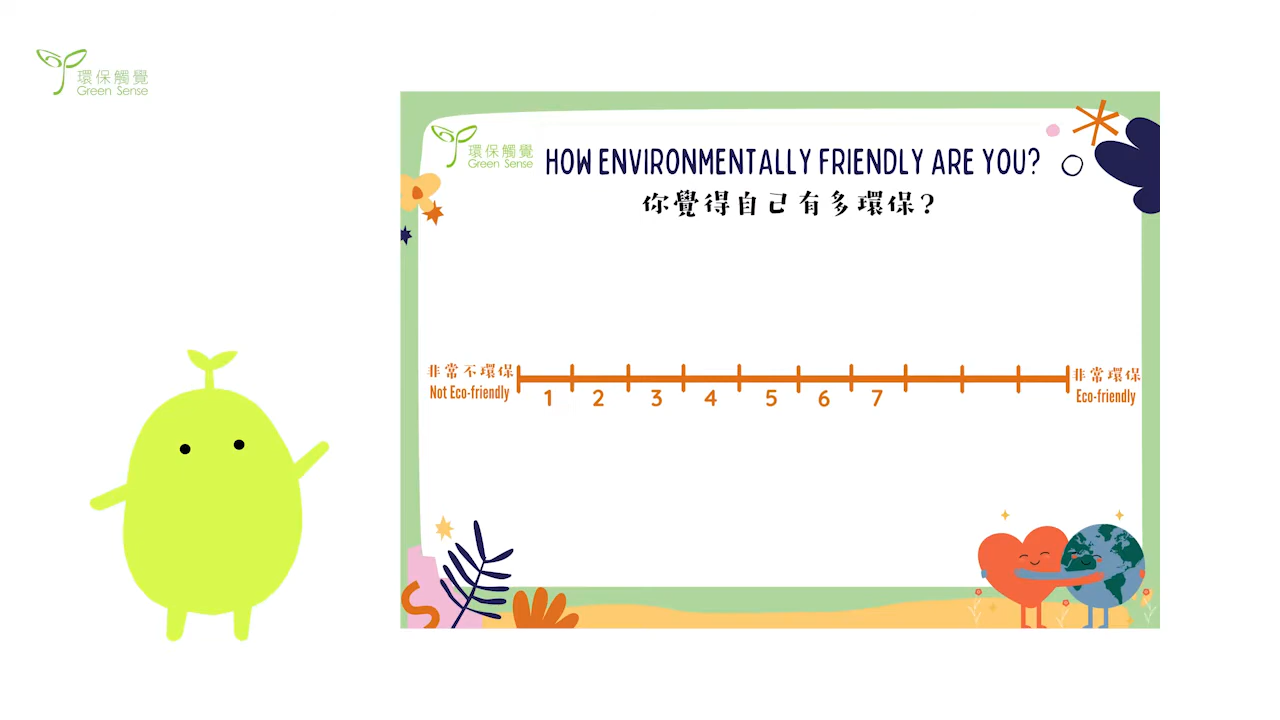 環保觸覺
Green Sense
環保觸覺
Green Sense
HOW ENVIRONMENTALLY FRIENDLY ARE YOU?
你覺得自己有多環保?
非常不環保
Not Eco-friendly
1 2 3 4 5 6 7
非常環保
Eco-friendly